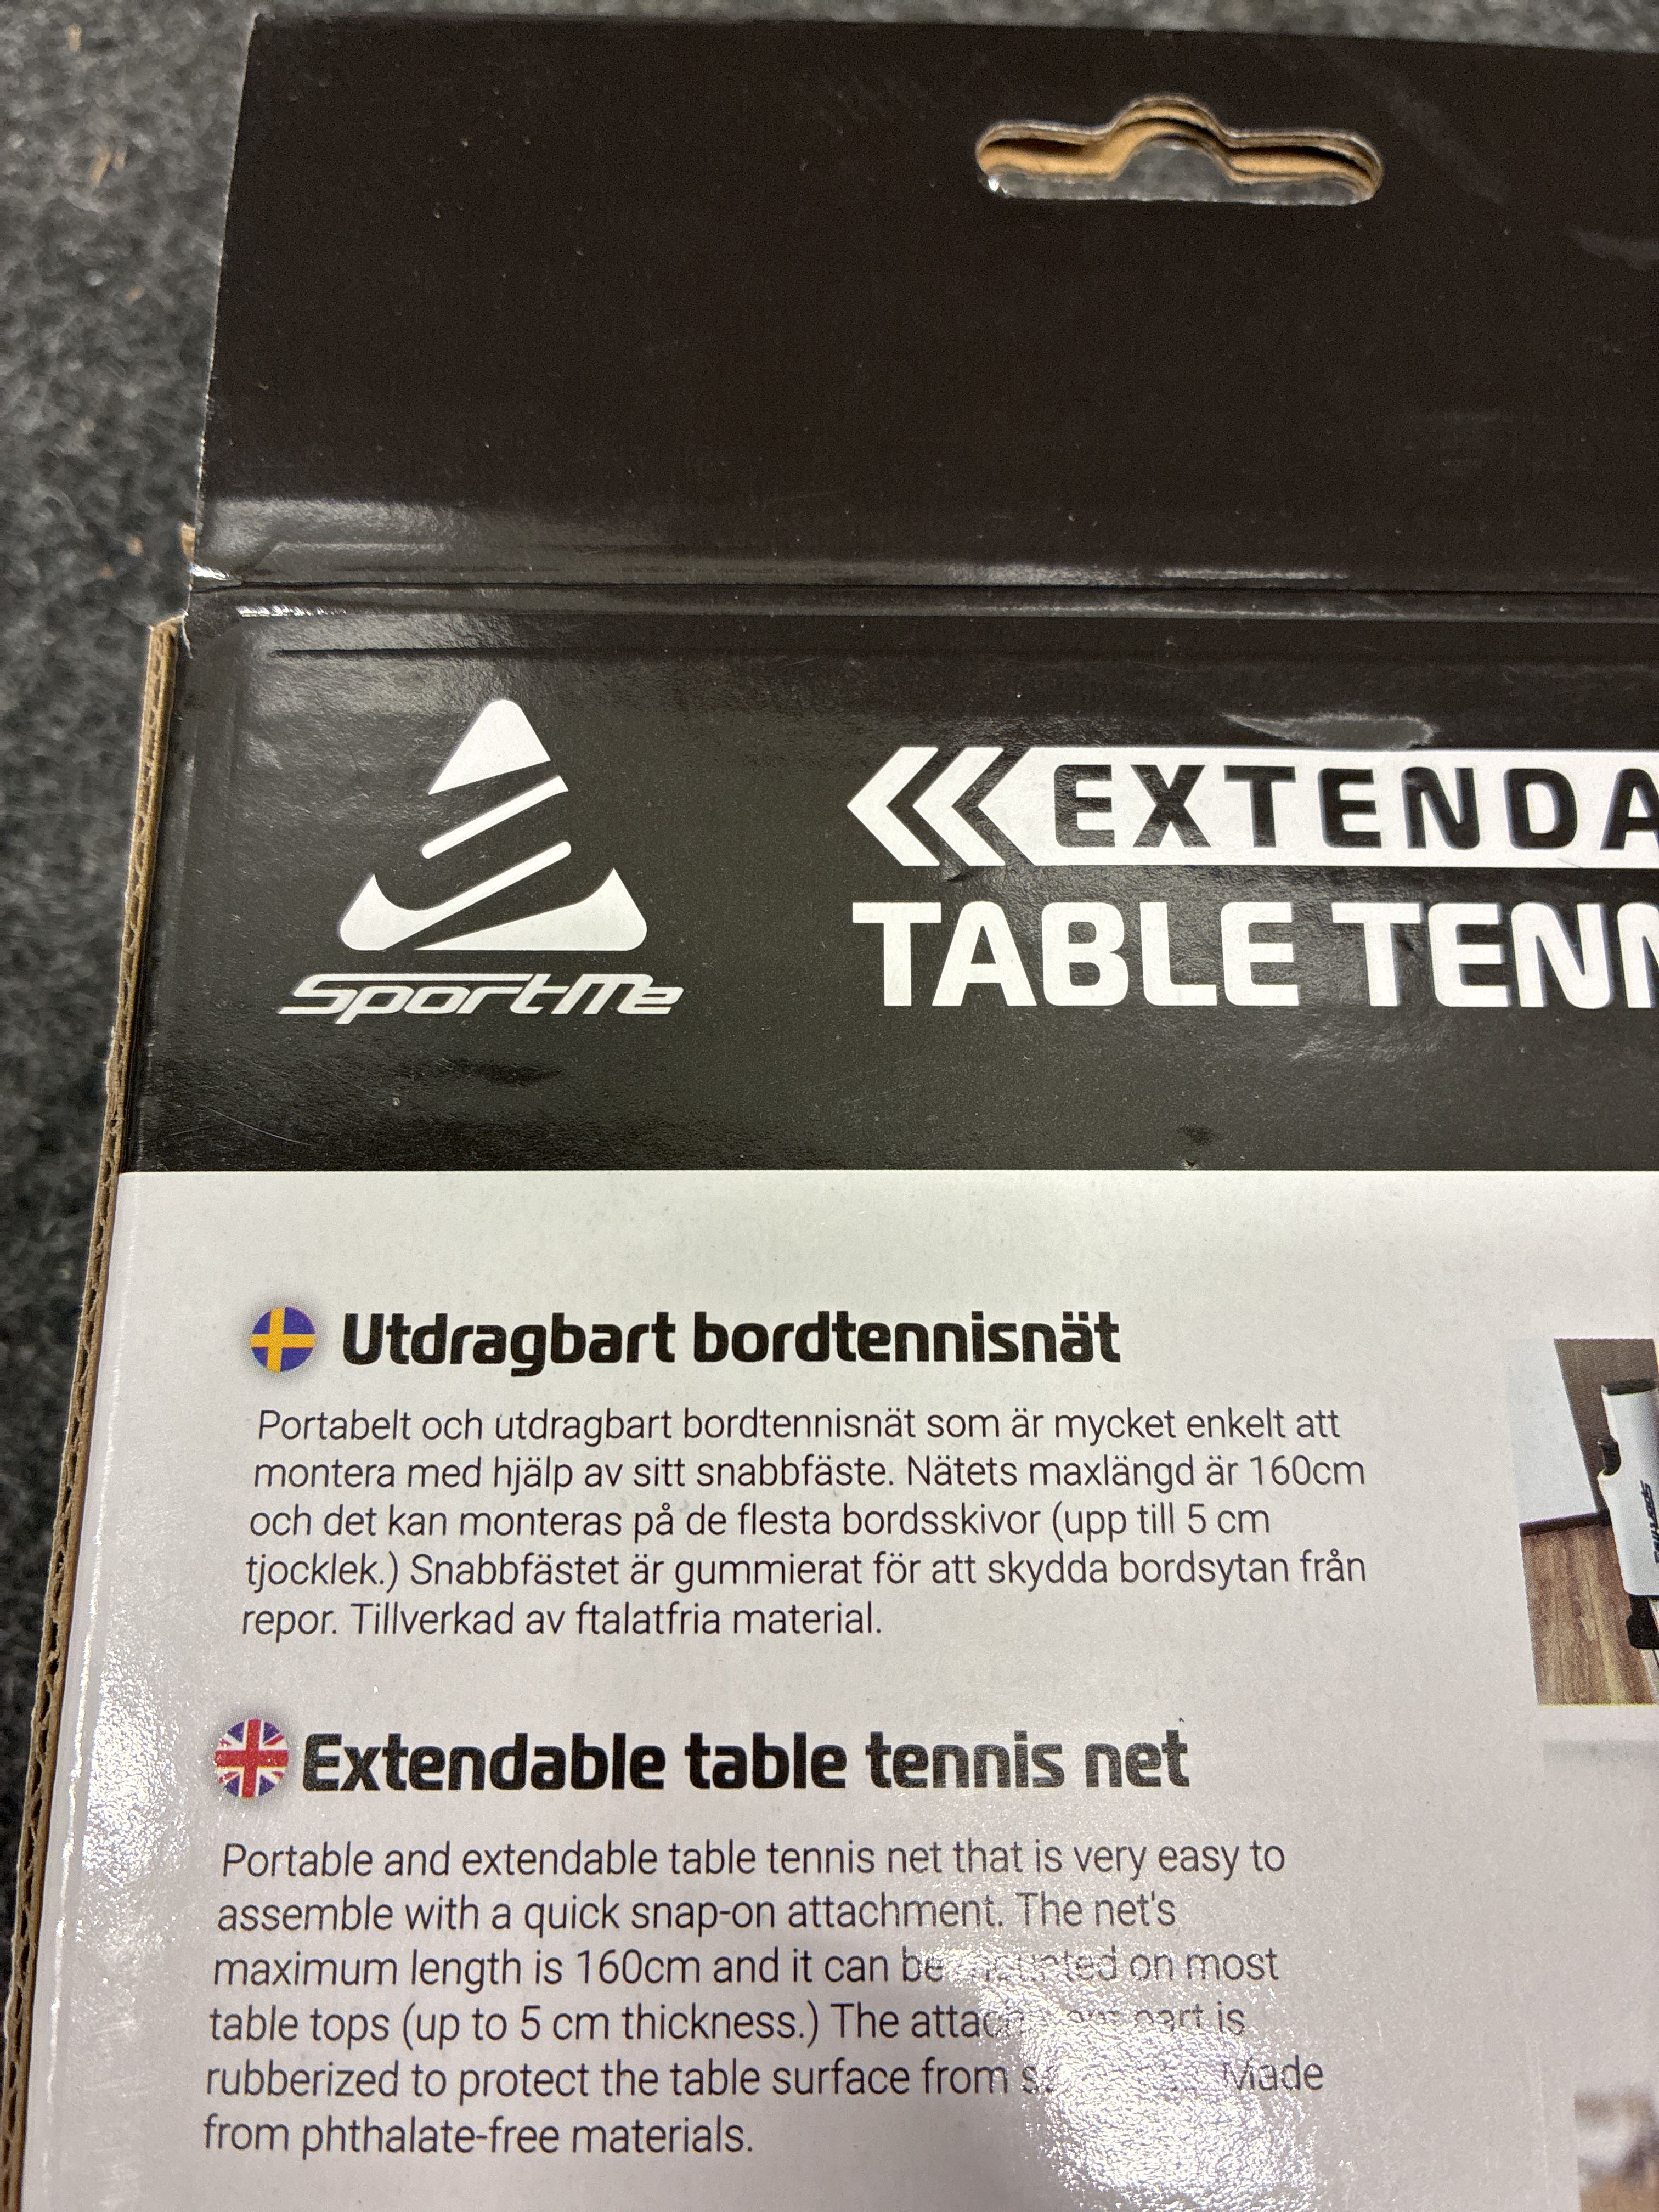 SportMe
EXTENDA
TABLE TENN
Utdragbart bordtennisnät
Portabelt och utdragbart bordtennisnät som är mycket enkelt att
montera med hjälp av sitt snabbfäste. Nätets maxlängd är 160cm
och det kan monteras på de flesta bordsskivor (upp till 5 cm
tjocklek.) Snabbfästet är gummierat för att skydda bordsytan från
repor. Tillverkad av ftalatfria material.
Extendable table tennis net
Portable and extendable table tennis net that is very easy to
assemble with a quick snap-on attachment. The net's
maximum length is 160cm and it can be mounted on most
table tops (up to 5 cm thickness.) The attachment part is
rubberized to protect the table surface from Made
from phthalate-free materials.